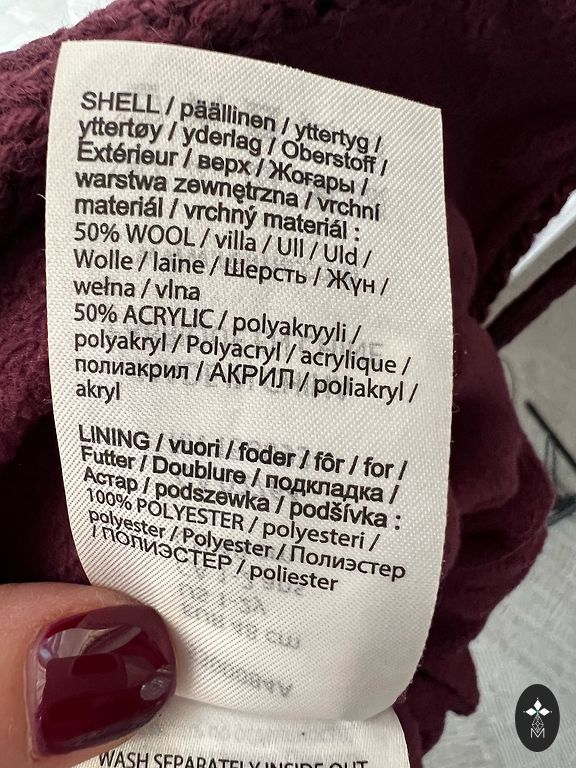 SHELL / päällinen / yttertyg /
yttertøy / yderlag / Oberstoff /
Extérieur / верх / Жоғары /
warstwa zewnętrzna / vrchní
materiál / vrchný materiál :
50% WOOL / villa / Ull / Uld /
Wolle / laine / Шерсть / Жүн /
wełna / vlna
50% ACRYLIC / polyakryyli /
polyakryl / Polyacryl / acrylique /
полиакрил / АКРИЛ / poliakryl /
akryl
LINING / vuori / foder / fôr / for /
Futter / Doublure / подкладка /
Астар / podszewka / podšívka :
100% POLYESTER / polyesteri /
polyester / Polyester / Полиэстер
/ ПОЛИЭСТЕР / poliester
WASH SEPARATELY INSIDE OUT